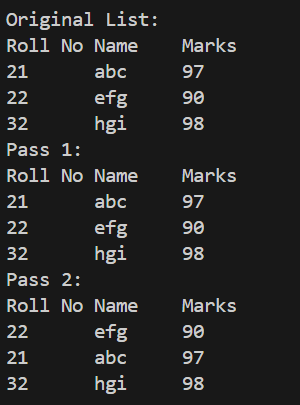 Original List:
Roll No Name    Marks
21      abc     97
22      efg     90
32      hgi     98
Pass 1:
Roll No Name    Marks
21      abc     97
22      efg     90
32      hgi     98
Pass 2:
Roll No Name    Marks
22      efg     90
21      abc     97
32      hgi     98